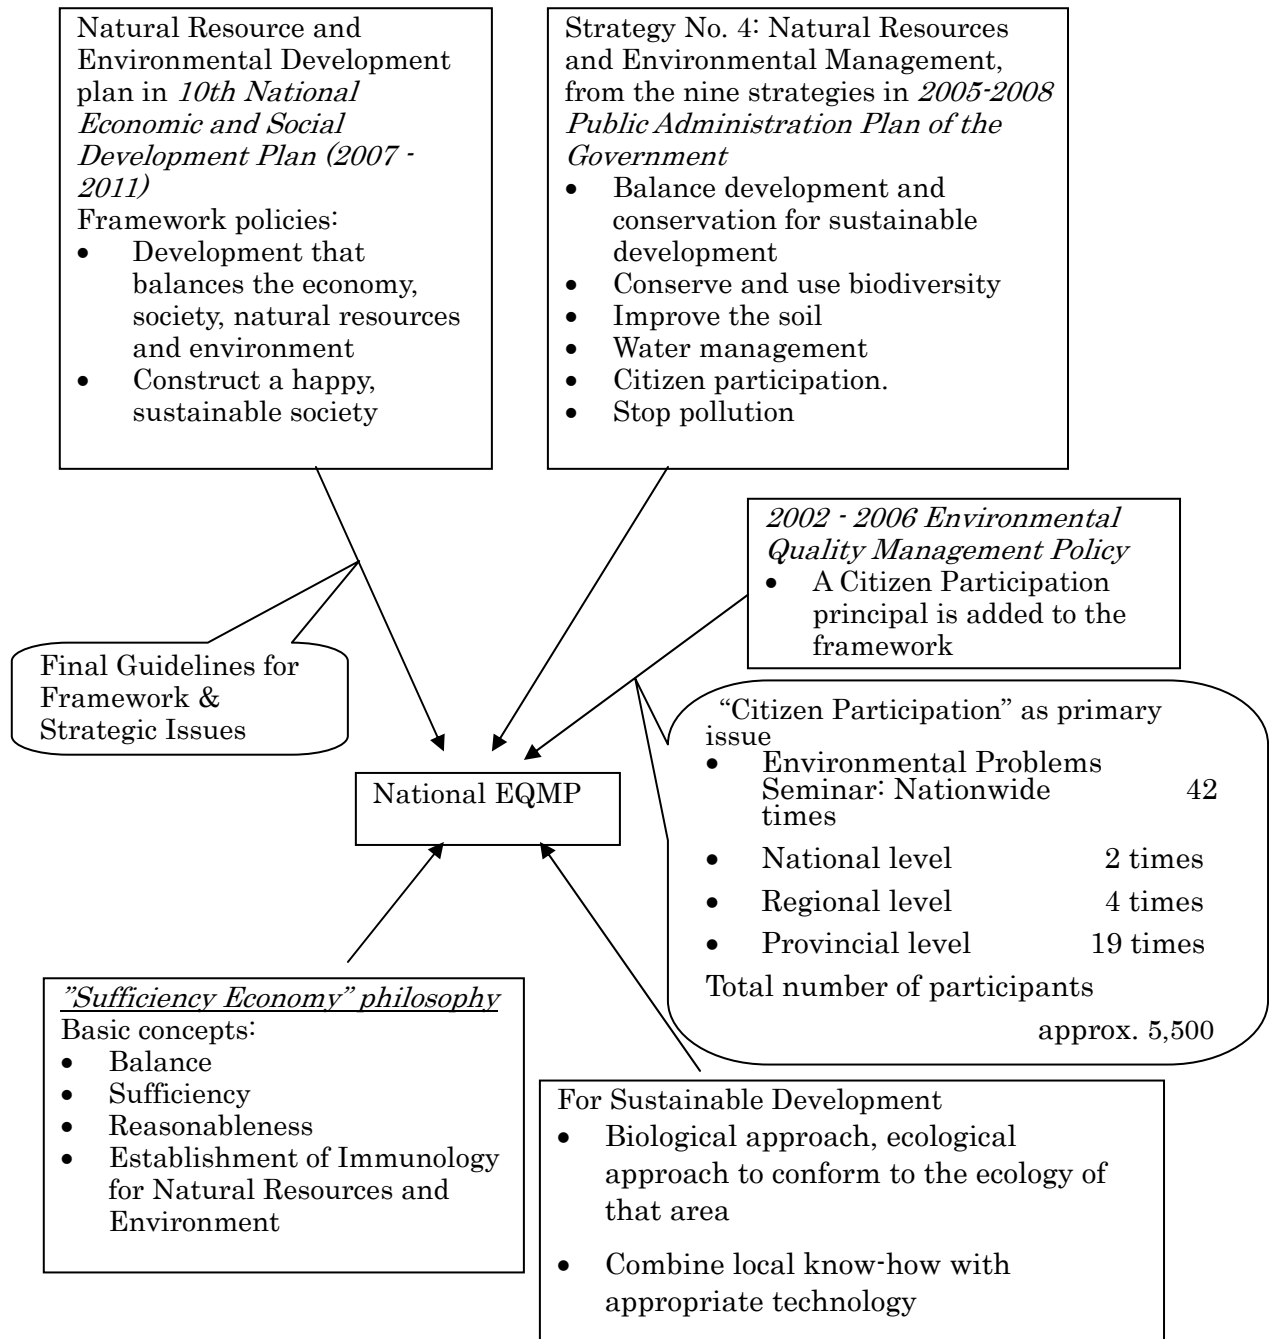 Natural Resource and
Environmental Development
plan in 10th National
Economic and Social
Development Plan (2007 -
2011)
Framework policies:
• Development that
balances the economy,
society, natural resources
and environment
• Construct a happy,
sustainable society
Strategy No. 4: Natural Resources
and Environmental Management,
from the nine strategies in 2005-2008
Public Administration Plan of the
Government
• Balance development and
conservation for sustainable
development
• Conserve and use biodiversity
• Improve the soil
• Water management
• Citizen participation.
• Stop pollution
2002 - 2006 Environmental
Quality Management Policy
• A Citizen Participation
principal is added to the
framework
Final Guidelines for
Framework &
Strategic Issues
“Citizen Participation” as primary
issue
• Environmental Problems
Seminar: Nationwide 42
times
• National level 2 times
• Regional level 4 times
• Provincial level 19 times
Total number of participants
approx. 5,500
National EQMP
”Sufficiency Economy” philosophy
Basic concepts:
• Balance
• Sufficiency
• Reasonableness
• Establishment of Immunology
for Natural Resources and
Environment
For Sustainable Development
• Biological approach, ecological
approach to conform to the ecology of
that area
• Combine local know-how with
appropriate technology